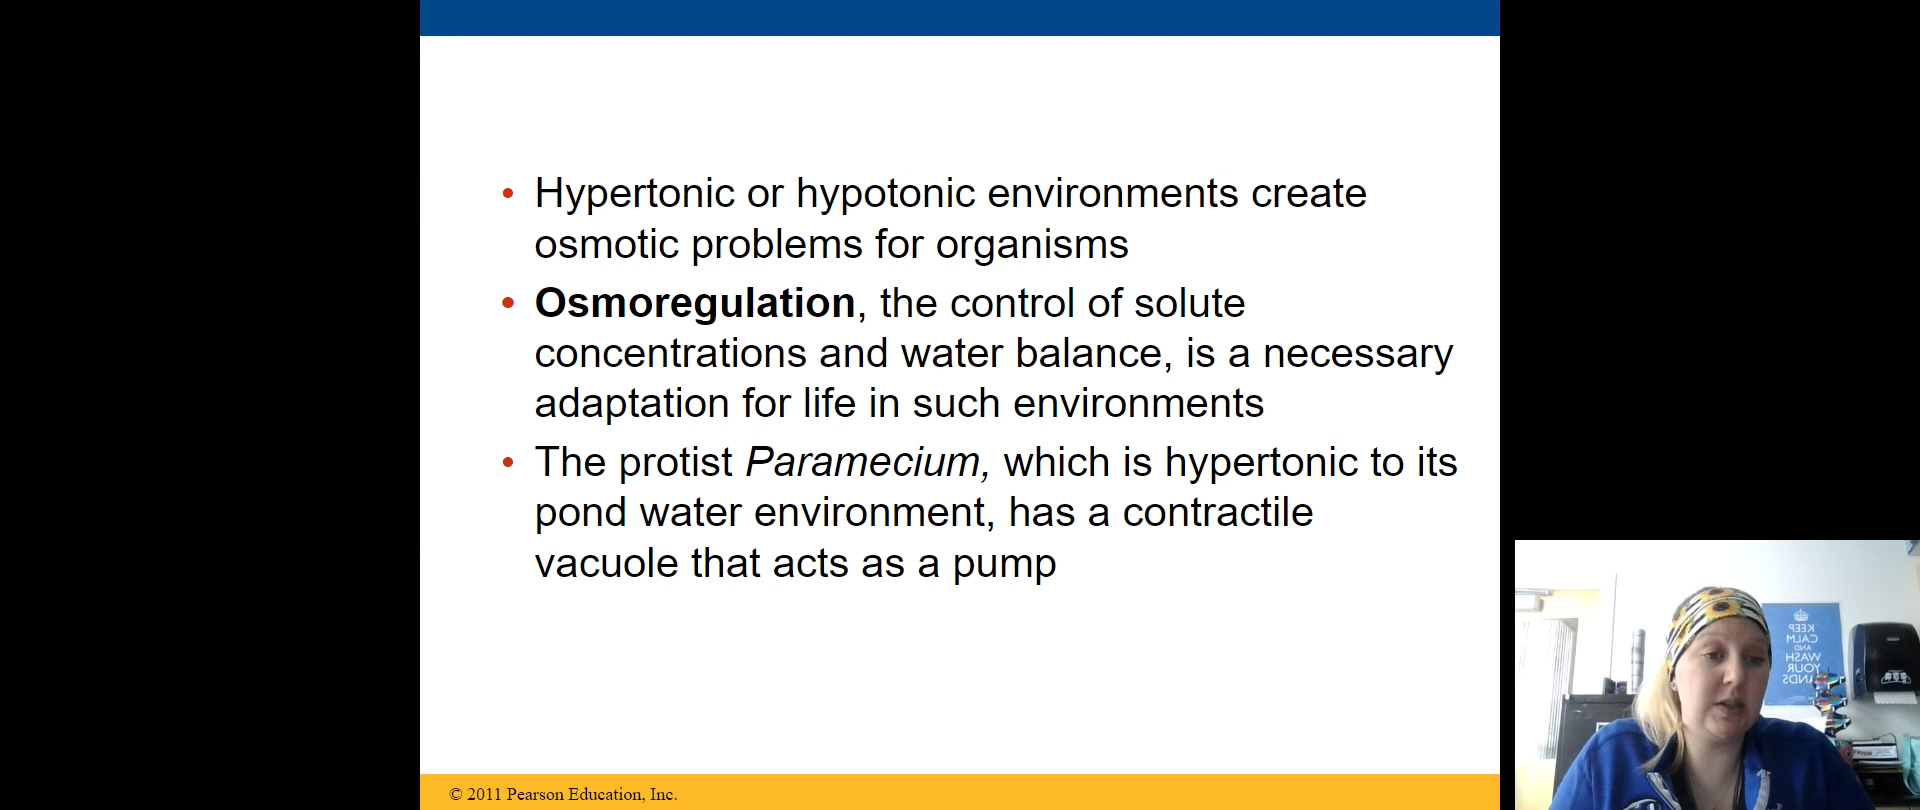 • Hypertonic or hypotonic environments create
osmotic problems for organisms
• Osmoregulation, the control of solute
concentrations and water balance, is a necessary
adaptation for life in such environments
• The protist Paramecium, which is hypertonic to its
pond water environment, has a contractile
vacuole that acts as a pump
© 2011 Pearson Education, Inc.
KEEP
CALM
AND
WASH
YOUR
HANDS